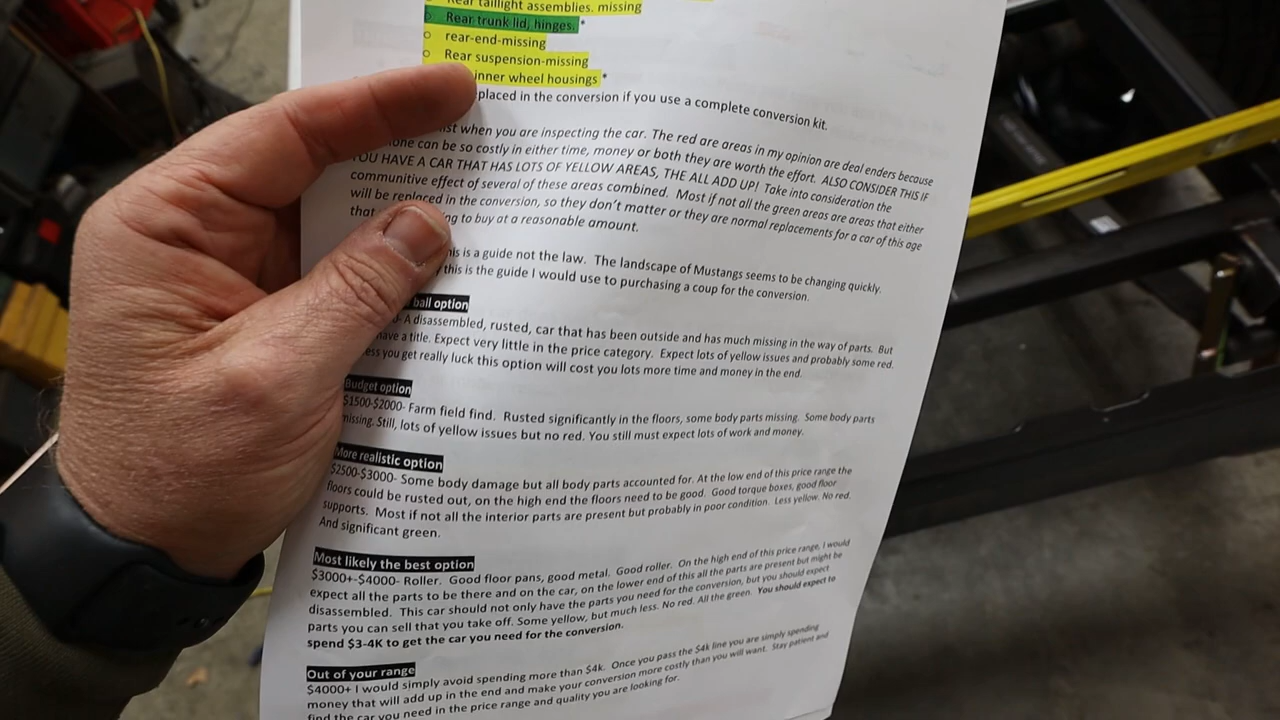 Rear taillight assemblies. missing
Rear trunk lid, hinges. *
rear-end-missing
Rear suspension-missing
inner wheel housings *
placed in the conversion if you use a complete conversion kit.
ist when you are inspecting the car. The red are areas in my opinion are deal enders because
one can be so costly in either time, money or both they are worth the effort. ALSO CONSIDER THIS IF
YOU HAVE A CAR THAT HAS LOTS OF YELLOW AREAS, THE ALL ADD UP! Take into consideration the
communitive effect of several of these areas combined. Most if not all the green areas are areas that either
will be replaced in the conversion, so they don't matter or they are normal replacements for a car of this age
that ng to buy at a reasonable amount.
his is a guide not the law. The landscape of Mustangs seems to be changing quickly.
this is the guide I would use to purchasing a coup for the conversion.
ball option
A disassembled, rusted, car that has been outside and has much missing in the way of parts. But
have a title. Expect very little in the price category. Expect lots of yellow issues and probably some red.
ess you get really luck this option will cost you lots more time and money in the end.
Budget option
$1500-$2000- Farm field find. Rusted significantly in the floors, some body parts missing. Some body parts
missing. Still, lots of yellow issues but no red. You still must expect lots of work and money.
More realistic option
$2500-$3000- Some body damage but all body parts accounted for. At the low end of this price range the
floors could be rusted out, on the high end the floors need to be good. Good torque boxes, good floor
supports. Most if not all the interior parts are present but probably in poor condition. Less yellow. No red.
And significant green.
Most likely the best option
$3000+-$4000- Roller. Good floor pans, good metal. Good roller. On the high end of this price range, I would
expect all the parts to be there and on the car, on the lower end of this all the parts are present but might be
disassembled. This car should not only have the parts you need for the conversion, but you should expect
parts you can sell that you take off. Some yellow, but much less. No red. All the green. You should expect to
spend $3-4K to get the car you need for the conversion.
Out of your range
$4000+ I would simply avoid spending more than $4k. Once you pass the $4k line you are simply spending
money that will add up in the end and make your conversion more costly than you will want. Stay patient and
find the car you need in the price range and quality you are looking for.